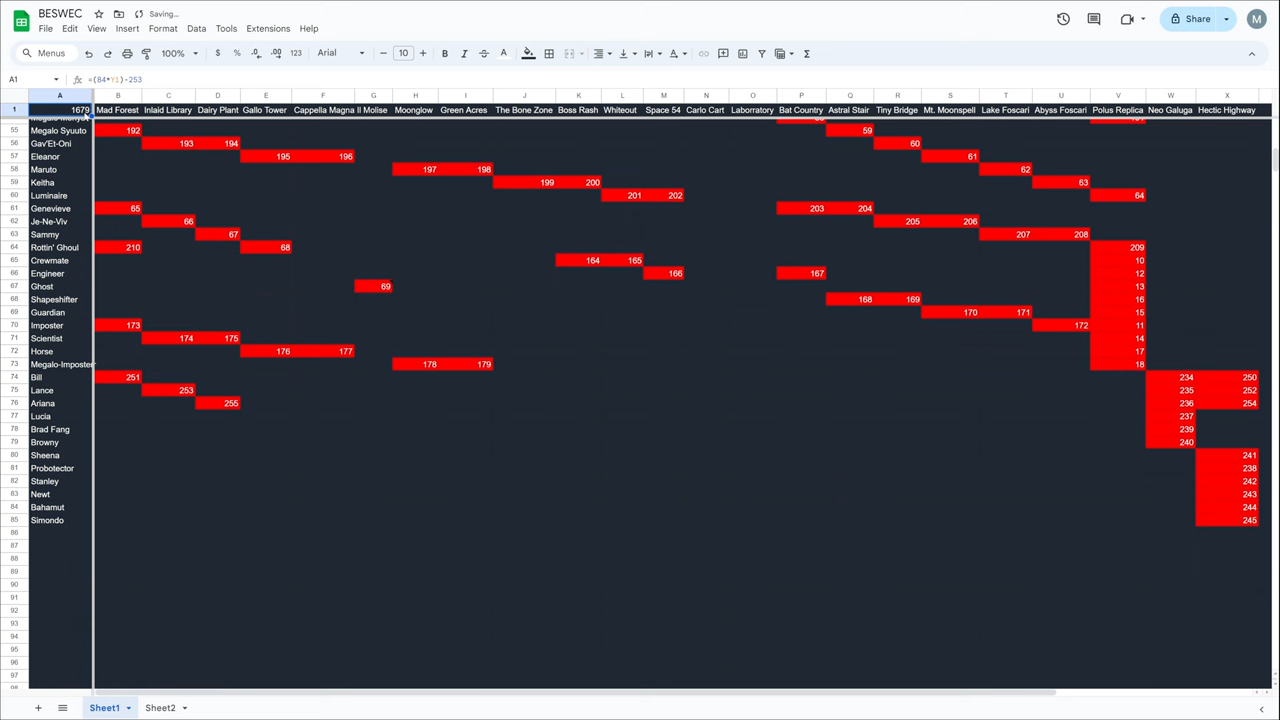 BESWEC Saving...
File Edit View Insert Format Data Tools Extensions Help
Share M
Menus 100% $ % .0 .00 123 Arial 10 B I A
A1 fx =(84*Y1)-253
A B C D E F G H I J K L M N O P Q R S T U V W X
1 1679 Mad Forest Inlaid Library Dairy Plant Gallo Tower Cappella Magna Il Molise Moonglow Green Acres The Bone Zone Boss Rash Whiteout Space 54 Carlo Cart Laborratory Bat Country Astral Stair Tiny Bridge Mt. Moonspell Lake Foscari Abyss Foscari Polus Replica Neo Galuga Hectic Highway
55 Megalo Syuuto 192 59
56 Gav'Et-Oni 193 194 60
57 Eleanor 195 196 61
58 Maruto 197 198 62
59 Keitha 199 200 63
60 Luminaire 201 202 64
61 Genevieve 65 203 204
62 Je-Ne-Viv 66 205 206
63 Sammy 67 207 208
64 Rottin' Ghoul 210 68 209
65 Crewmate 164 165 10
66 Engineer 166 167 12
67 Ghost 69 13
68 Shapeshifter 168 169 16
69 Guardian 170 171 15
70 Imposter 173 172 11
71 Scientist 174 175 14
72 Horse 176 177 17
73 Megalo-Imposter 178 179 18
74 Bill 251 234 250
75 Lance 253 235 252
76 Ariana 255 236 254
77 Lucia 237
78 Brad Fang 239
79 Browny 240
80 Sheena 241
81 Probotector 238
82 Stanley 242
83 Newt 243
84 Bahamut 244
85 Simondo 245
86
87
88
89
90
91
92
93
94
95
96
97
98
Sheet1 Sheet2